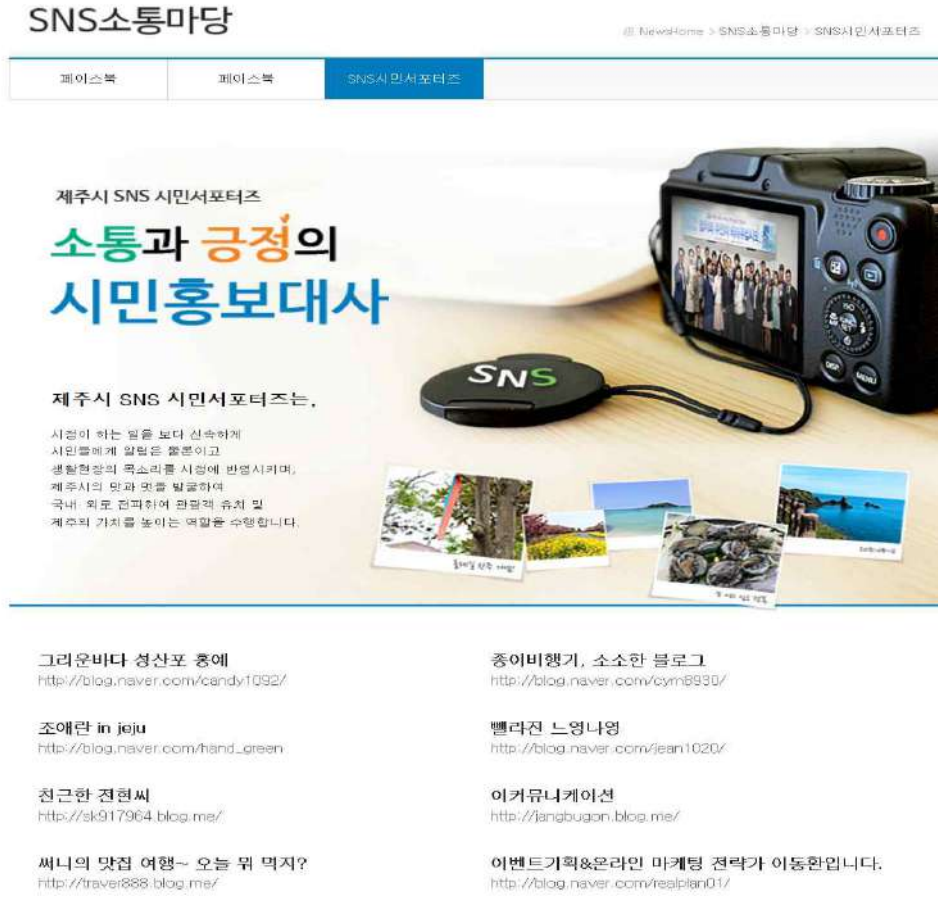 SNS소통마당
NewsHome > SNS소통마당 > SNS시민서포터즈
페이스북 페이스북 SNS시민서포터즈
제주시 SNS 시민서포터즈
소통과 긍정의
시민홍보대사
SNS
제주시 SNS 시민서포터즈는,
시정이 하는 일을 보다 신속하게
시민들에게 알림은 물론이고
생활현장의 목소리를 시정에 반영시키며,
제주시의 맛과 멋을 발굴하여
국내·외로 전파하여 관광객 유치 및
제주의 가치를 높이는 역할을 수행합니다.
ISO
DISP
MENU
그리운바다 성산포 홍예
http://blog.naver.com/candy1092/
종이비행기, 소소한 블로그
http://blog.naver.com/cym8930/
조애란 in jeju
http://blog.naver.com/hand_green
뺄라진 느영나영
http://blog.naver.com/jean1020/
친근한 전현씨
http://sk917964.blog.me/
이커뮤니케이션
http://jangbugon.blog.me/
써니의 맛집 여행~ 오늘 뭐 먹지?
http://traver888.blog.me/
이벤트기획&온라인 마케팅 전략가 이동환입니다.
http://blog.naver.com/realplan01/